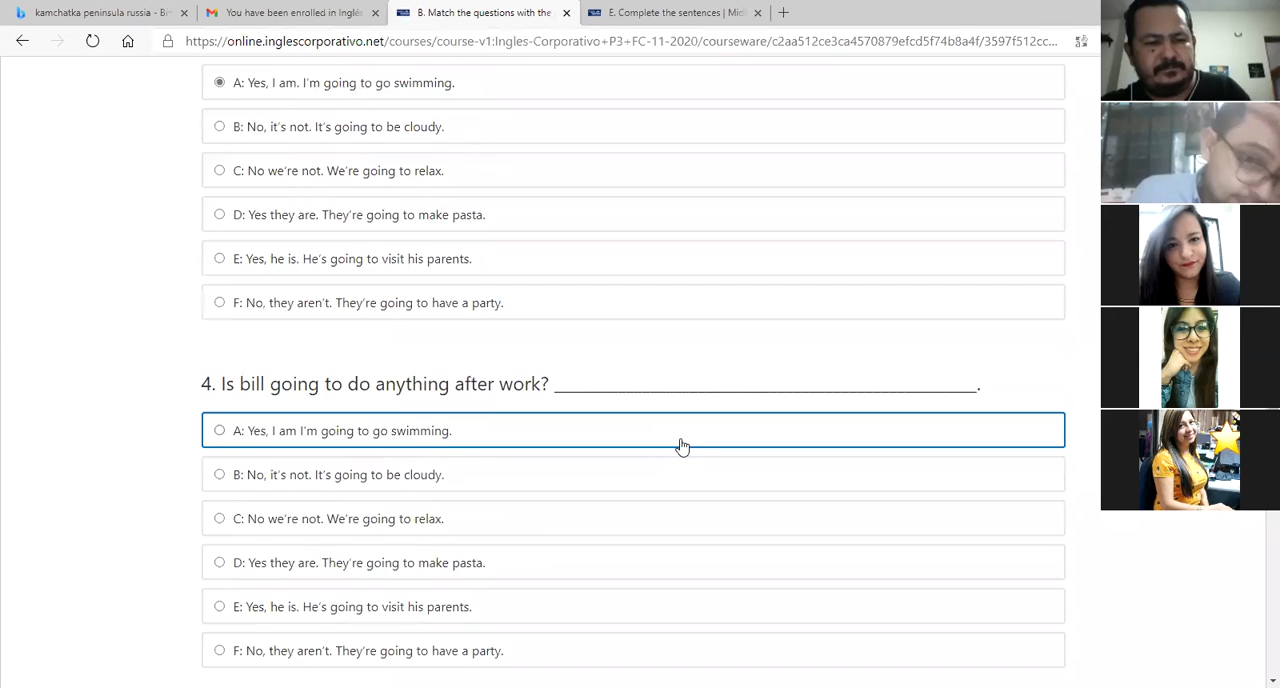 kamchatka peninsula russia - Bi
You have been enrolled in Inglé
B. Match the questions with the
E. Complete the sentences | Mid
https://online.inglescorporativo.net/courses/course-v1:Ingles-Corporativo+P3+FC-11-2020/courseware/c2aa512ce3ca4570879efcd5f74b8a4f/3597f512cc...
A: Yes, I am. I'm going to go swimming.
B: No, it's not. It's going to be cloudy.
C: No we're not. We're going to relax.
D: Yes they are. They're going to make pasta.
E: Yes, he is. He's going to visit his parents.
F: No, they aren't. They're going to have a party.
4. Is bill going to do anything after work? ____________________________________________.
A: Yes, I am I'm going to go swimming.
B: No, it's not. It's going to be cloudy.
C: No we're not. We're going to relax.
D: Yes they are. They're going to make pasta.
E: Yes, he is. He's going to visit his parents.
F: No, they aren't. They're going to have a party.